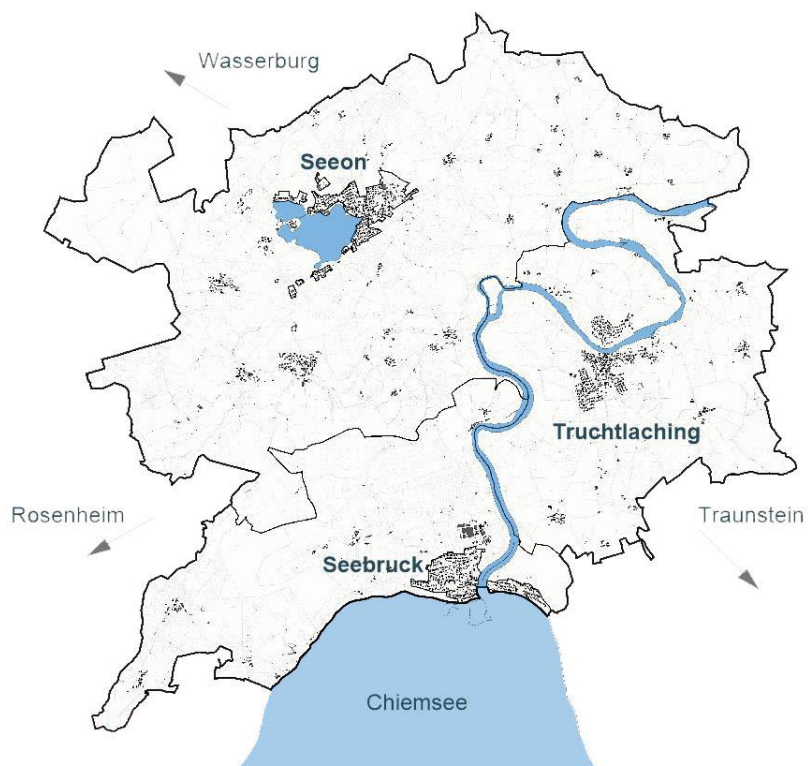 Wasserburg
Seeon
Truchtlaching
Rosenheim
Traunstein
Seebruck
Chiemsee